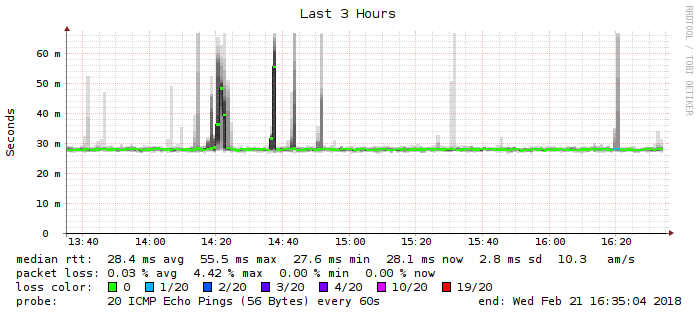 Last 3 Hours
RRDTOOL / TOBI OETIKER
Seconds
60 m
50 m
40 m
30 m
20 m
10 m
0
13:40 14:00 14:20 14:40 15:00 15:20 15:40 16:00 16:20
median rtt: 28.4 ms avg 55.5 ms max 27.6 ms min 28.1 ms now 2.8 ms sd 10.3 am/s
packet loss: 0.03 % avg 4.42 % max 0.00 % min 0.00 % now
loss color: 0 1/20 2/20 3/20 4/20 10/20 19/20
probe: 20 ICMP Echo Pings (56 Bytes) every 60s end: Wed Feb 21 16:35:04 2018